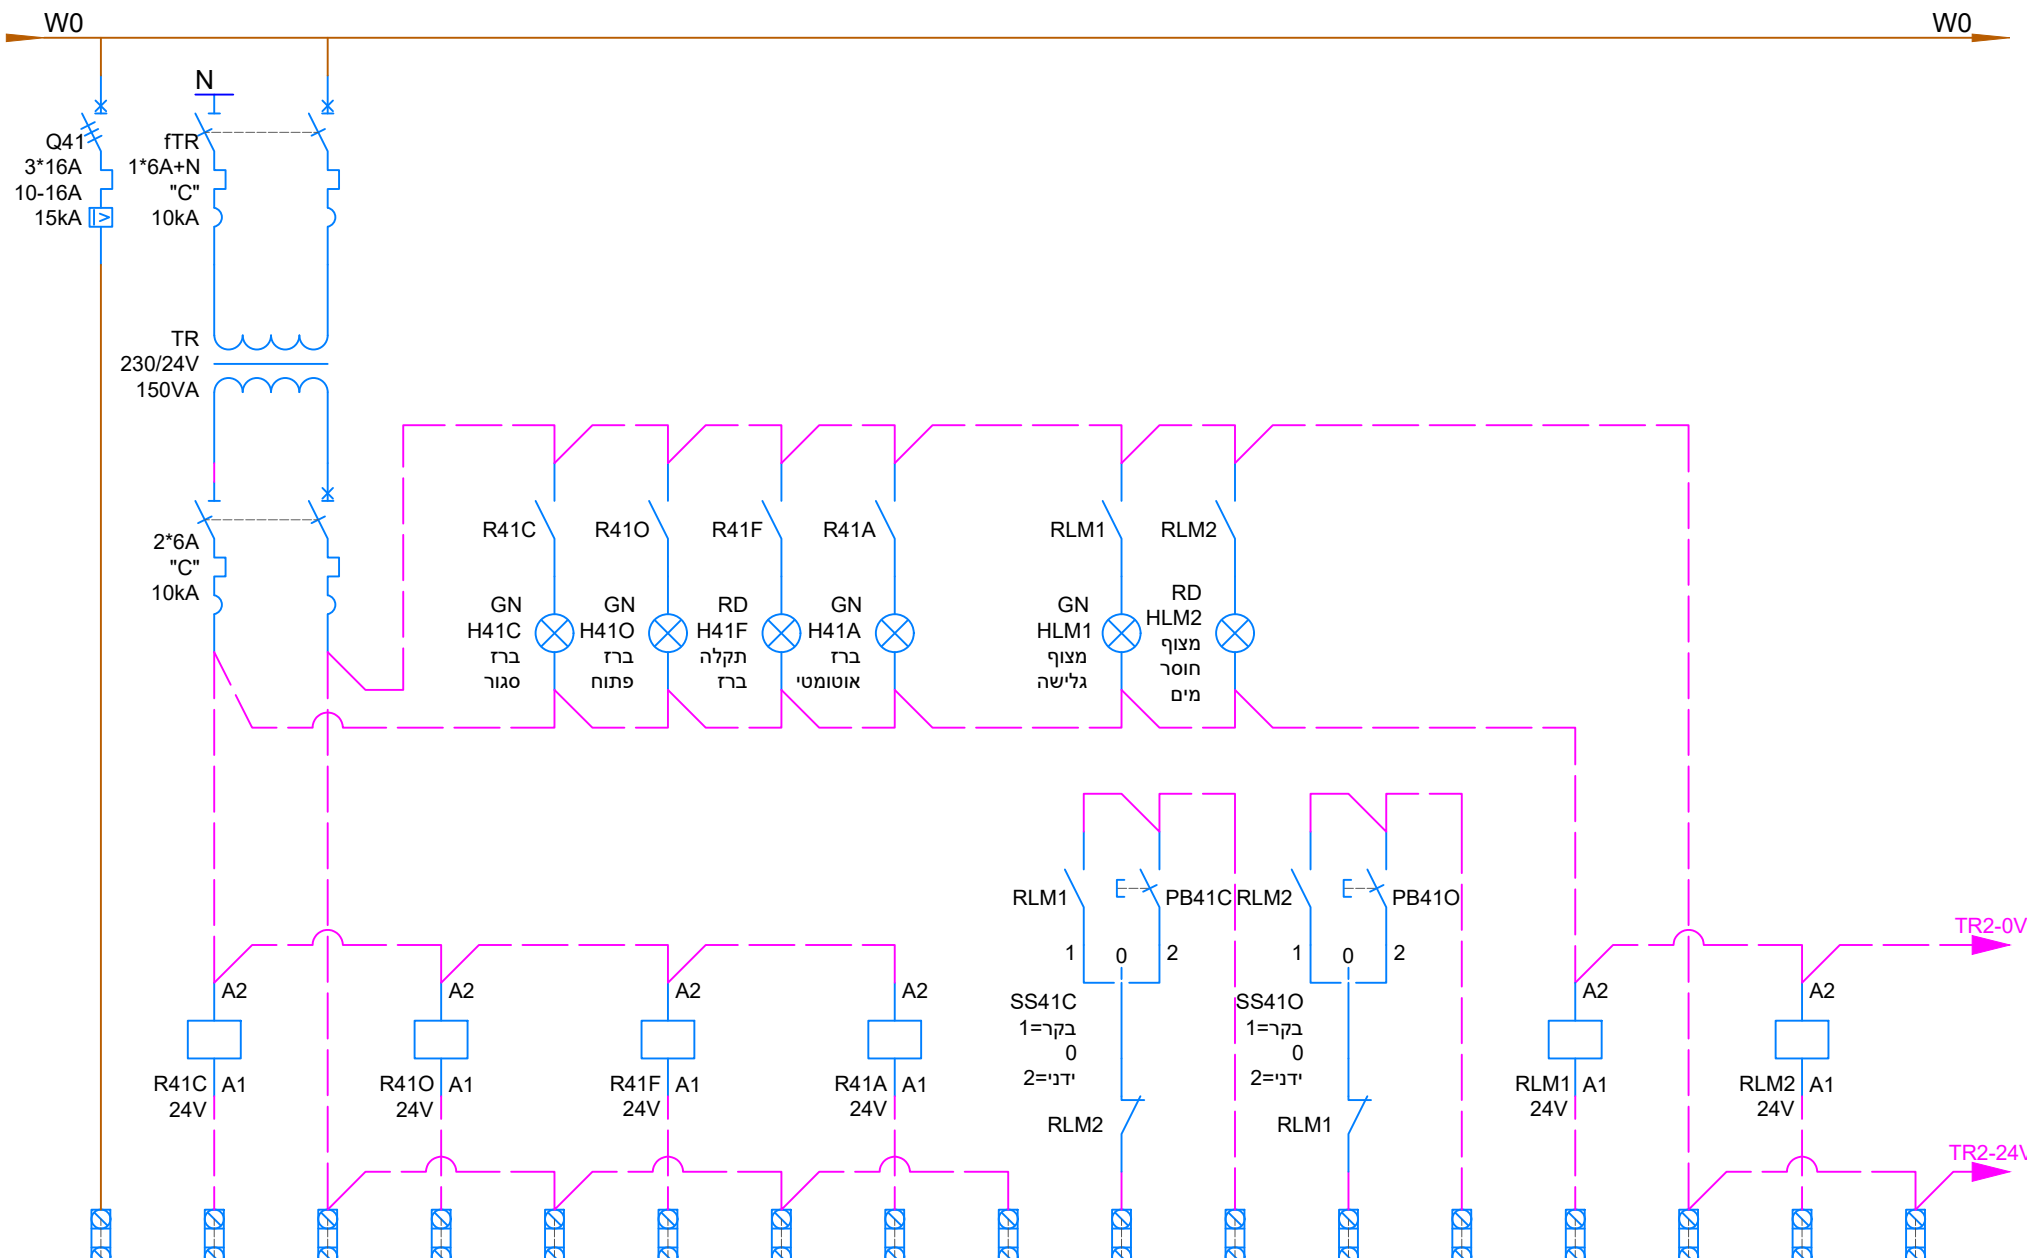 W0
W0
N
Q41
3*16A
10-16A
15kA
fTR
1*6A+N
"C"
10kA
TR
230/24V
150VA
2*6A
"C"
10kA
R41C
R41O
R41F
R41A
RLM1
RLM2
GN
H41C
ברז
סגור
GN
H41O
ברז
פתוח
RD
H41F
תקלה
ברז
GN
H41A
ברז
אוטומטי
GN
HLM1
מצוף
גלישה
RD
HLM2
מצוף
חוסר
מים
RLM1
PB41C
RLM2
PB41O
1
0
2
1
0
2
SS41C
בקר=1
0
ידני=2
SS41O
בקר=1
0
ידני=2
RLM2
RLM1
TR2-0V
A2
A2
A2
A2
A2
A2
R41C
24V
A1
R41O
24V
A1
R41F
24V
A1
R41A
24V
A1
RLM1
24V
A1
RLM2
24V
A1
TR2-24V